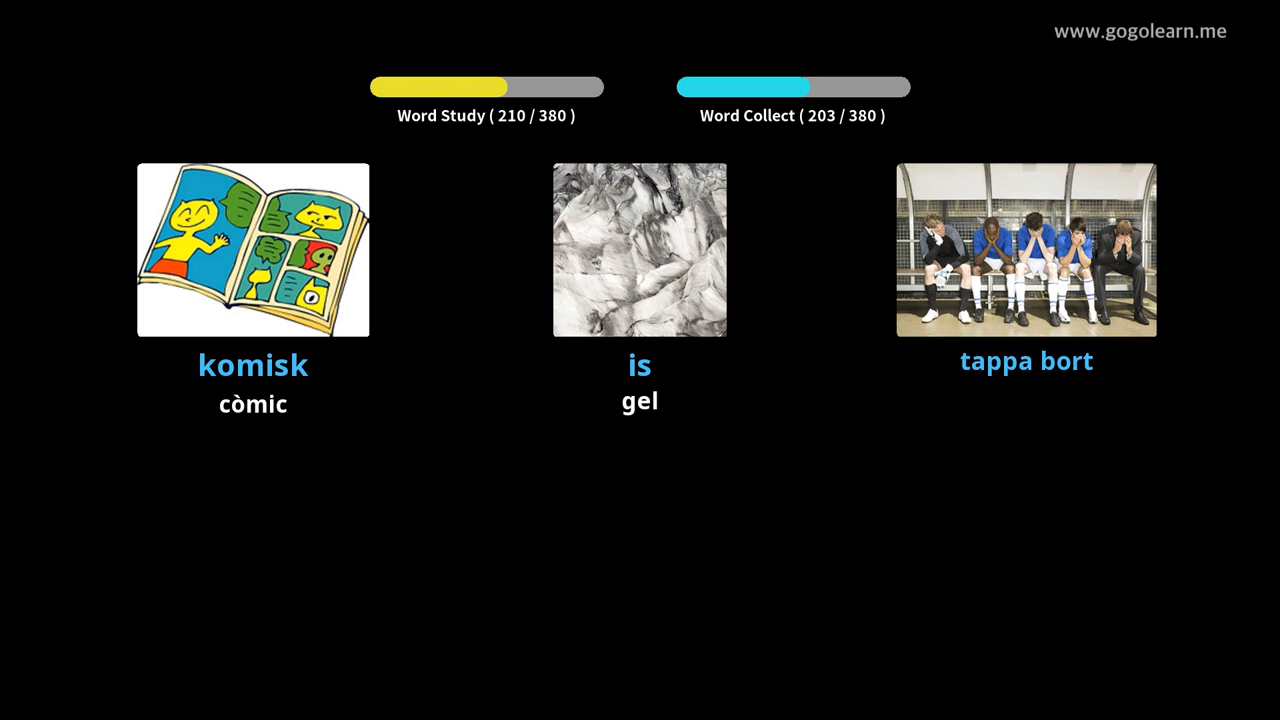 www.gogolearn.me
Word Study ( 210 / 380 )
Word Collect ( 203 / 380 )
komisk
còmic
is
gel
tappa bort